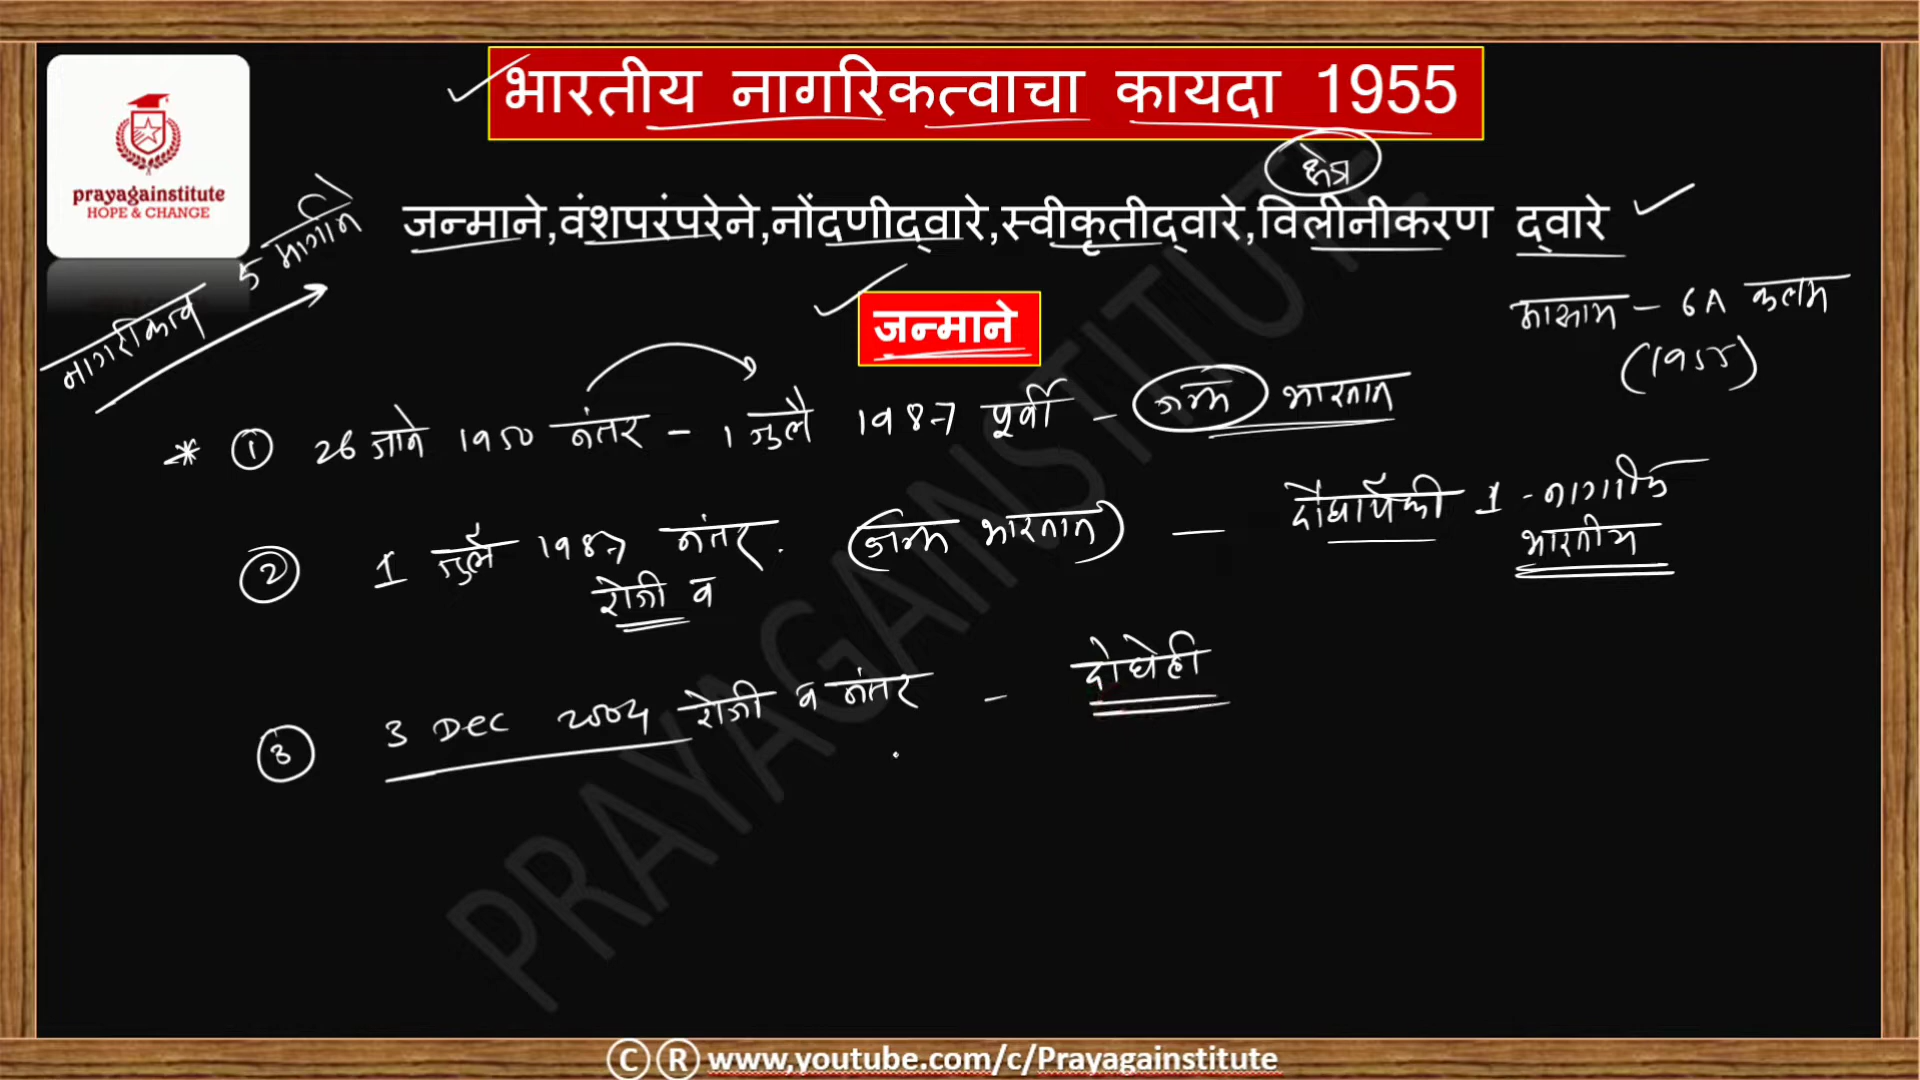 भारतीय नागरिकत्वाचा कायदा 1955
prayagainstitute
HOPE & CHANGE
नागरीकत्व 5 मार्गाने
क्षेत्र
जन्माने,वंशपरंपरेने,नोंदणीद्वारे,स्वीकृतीद्वारे,विलीनीकरण द्वारे
जन्माने
आसाम - 6A कलम
(1955)
* ① 26 जाने 1950 नंतर - 1 जुलै 1987 पूर्वी - जन्म भारतात
② 1 जुलै 1987 रोजी व नंतर. (जन्म भारतात) - दोघांपैकी 1 - नागरीक भारतीय
③ 3 Dec 2004 रोजी व नंतर - दोघेही
PRAYAGAINSTITUTE
Ⓒ Ⓡ www.youtube.com/c/Prayagainstitute